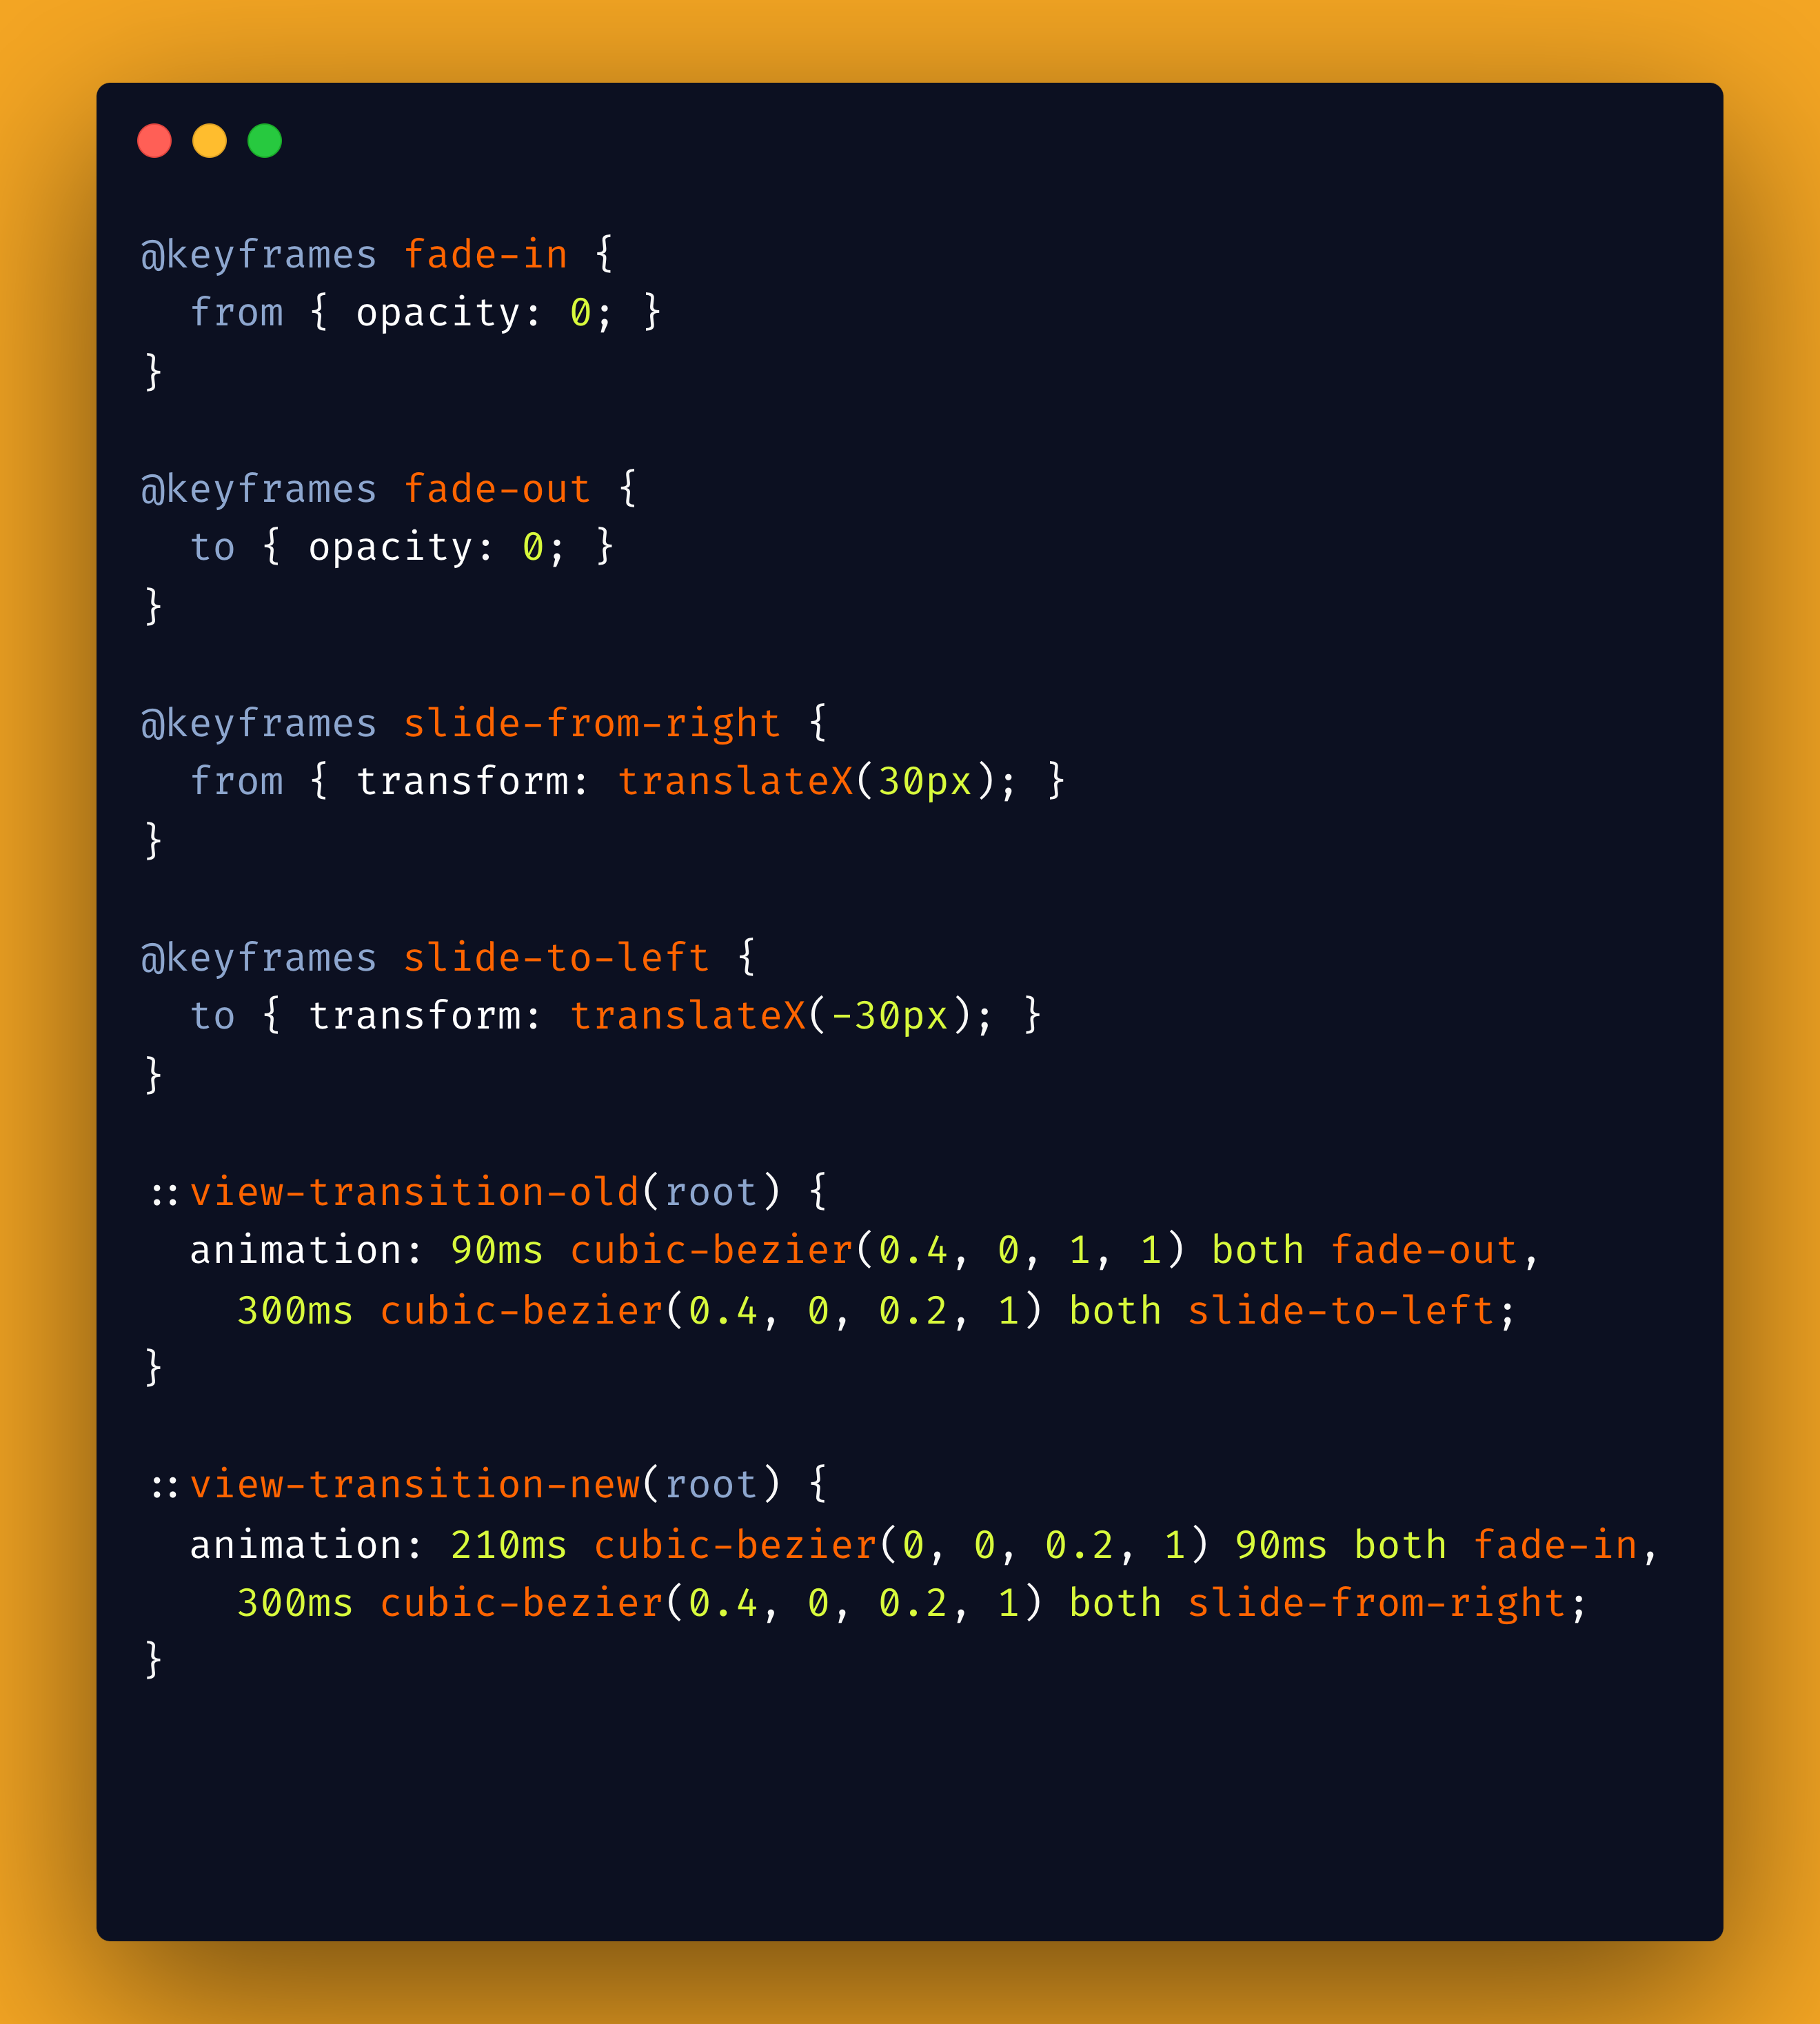 @keyframes fade-in {
  from { opacity: 0; }
}

@keyframes fade-out {
  to { opacity: 0; }
}

@keyframes slide-from-right {
  from { transform: translateX(30px); }
}

@keyframes slide-to-left {
  to { transform: translateX(-30px); }
}

::view-transition-old(root) {
  animation: 90ms cubic-bezier(0.4, 0, 1, 1) both fade-out,
    300ms cubic-bezier(0.4, 0, 0.2, 1) both slide-to-left;
}

::view-transition-new(root) {
  animation: 210ms cubic-bezier(0, 0, 0.2, 1) 90ms both fade-in,
    300ms cubic-bezier(0.4, 0, 0.2, 1) both slide-from-right;
}